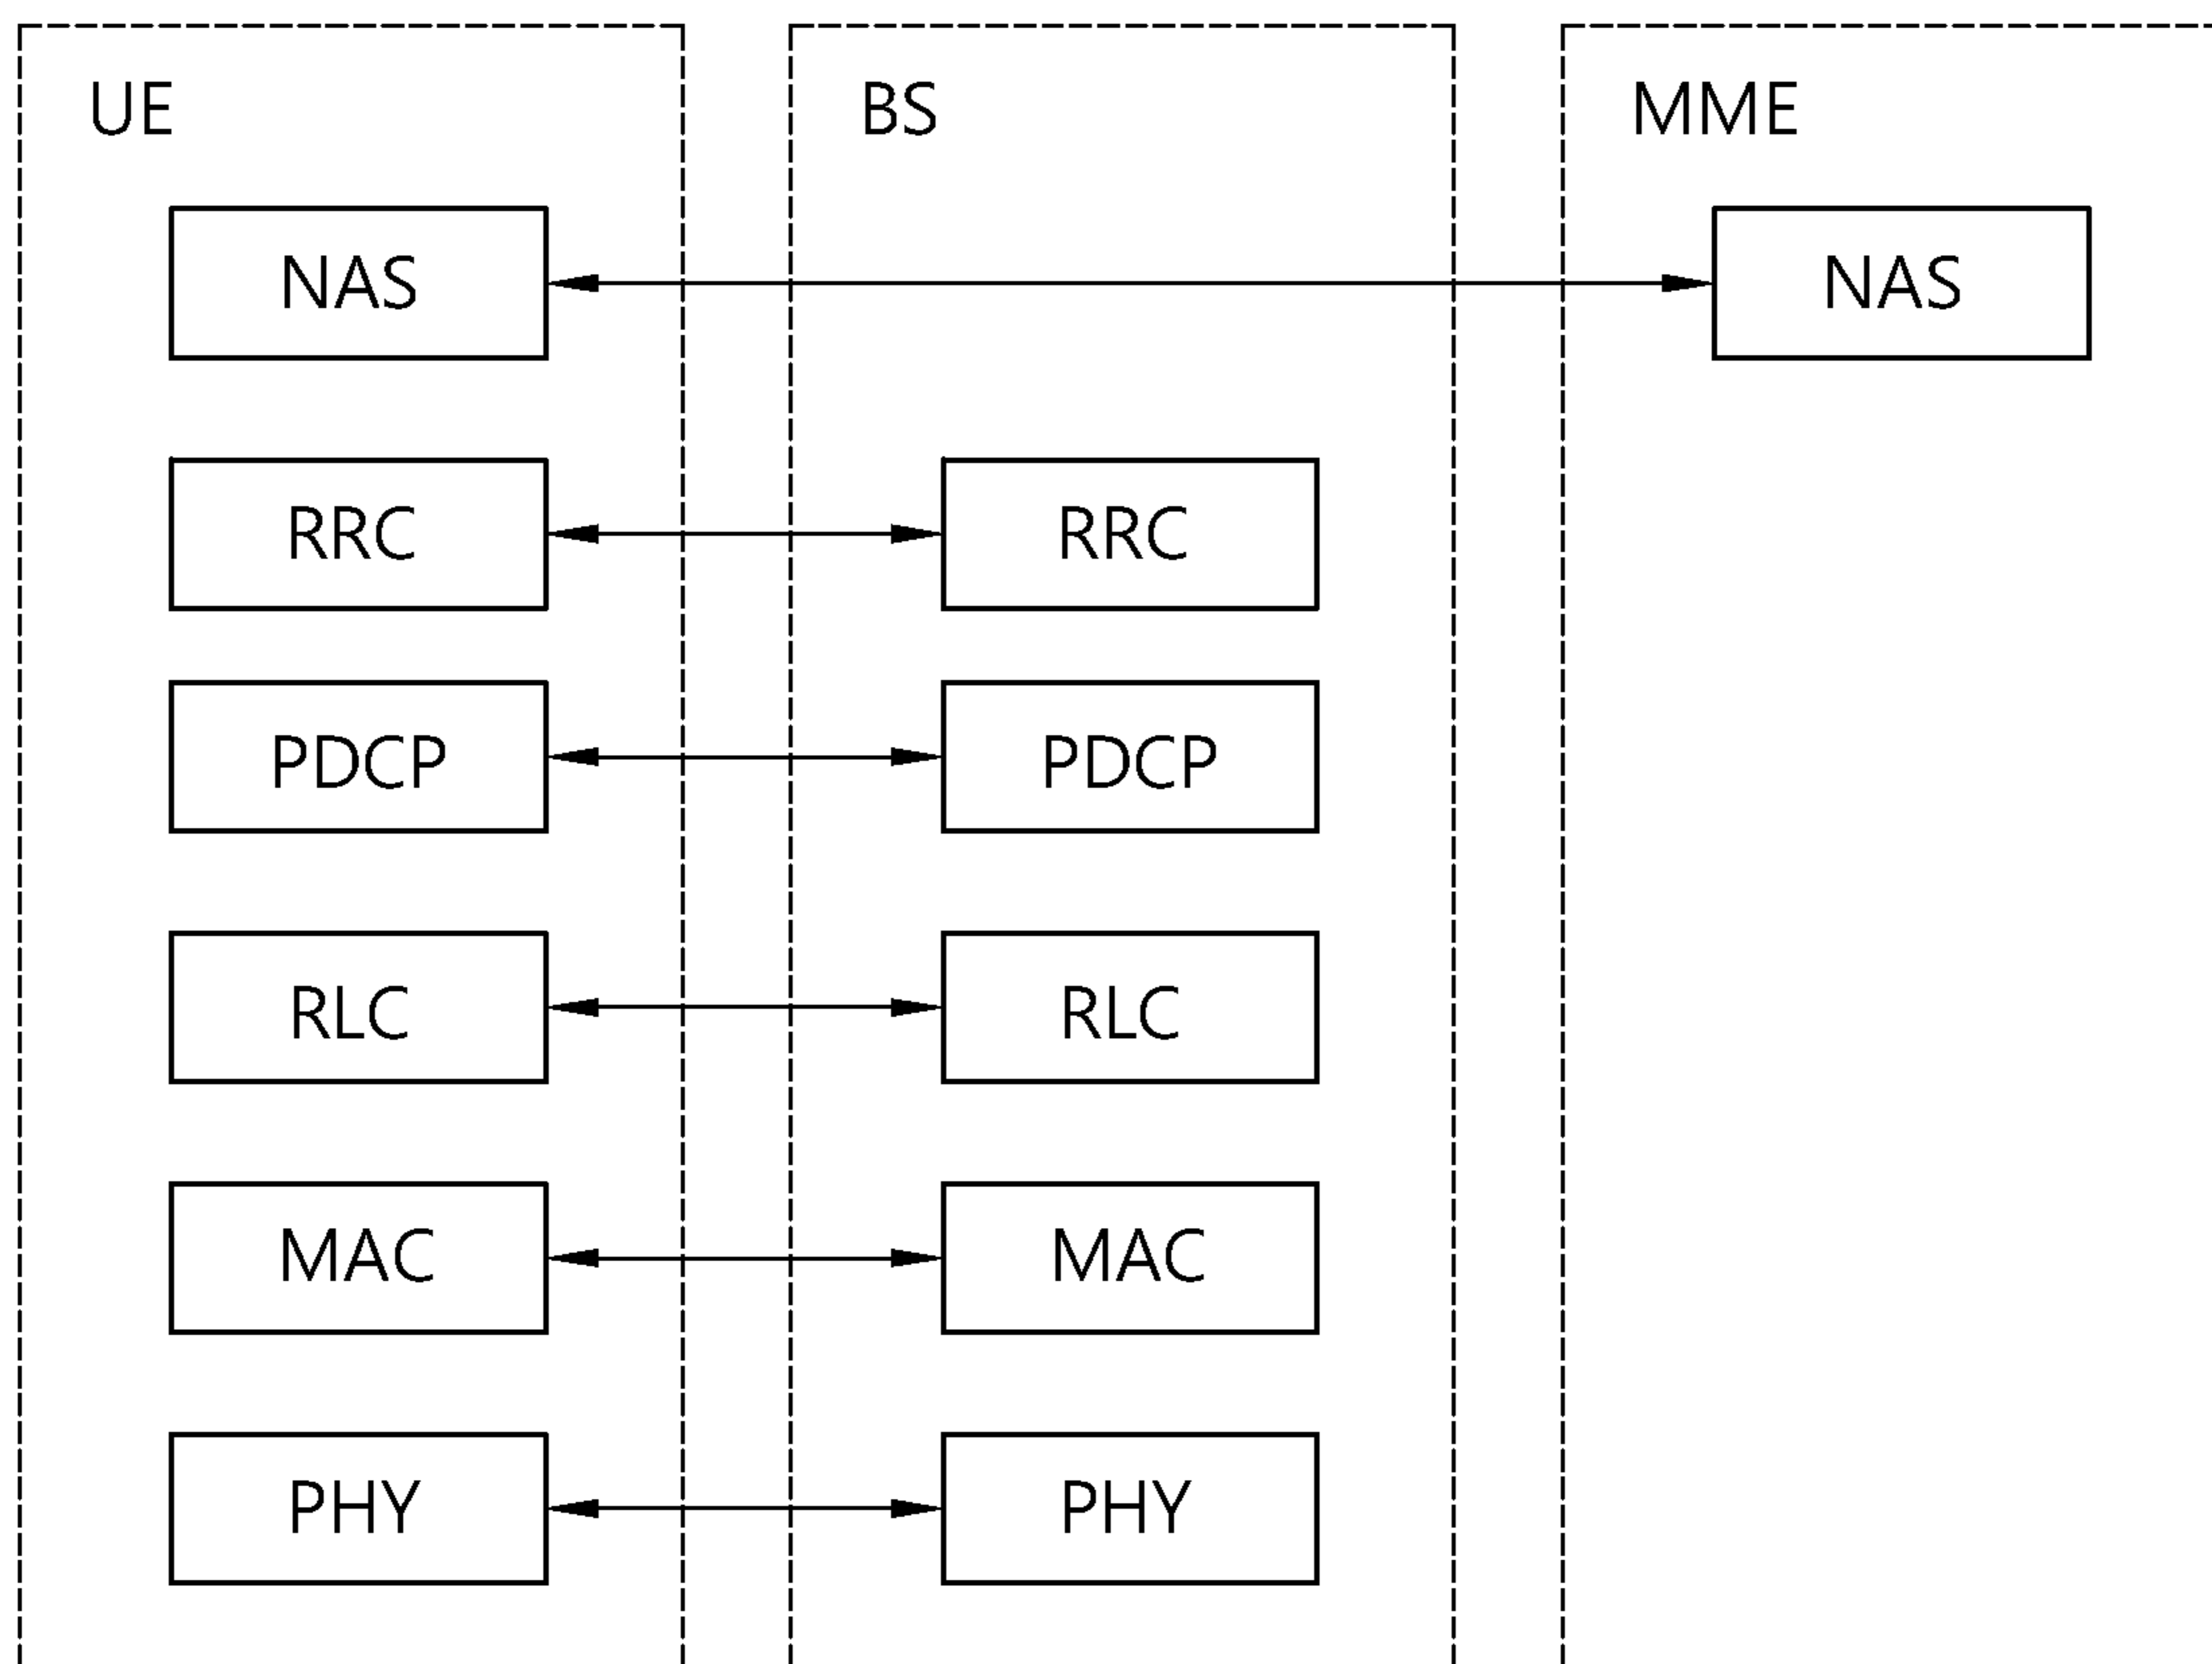 UE BS MME
NAS NAS
RRC RRC
PDCP PDCP
RLC RLC
MAC MAC
PHY PHY